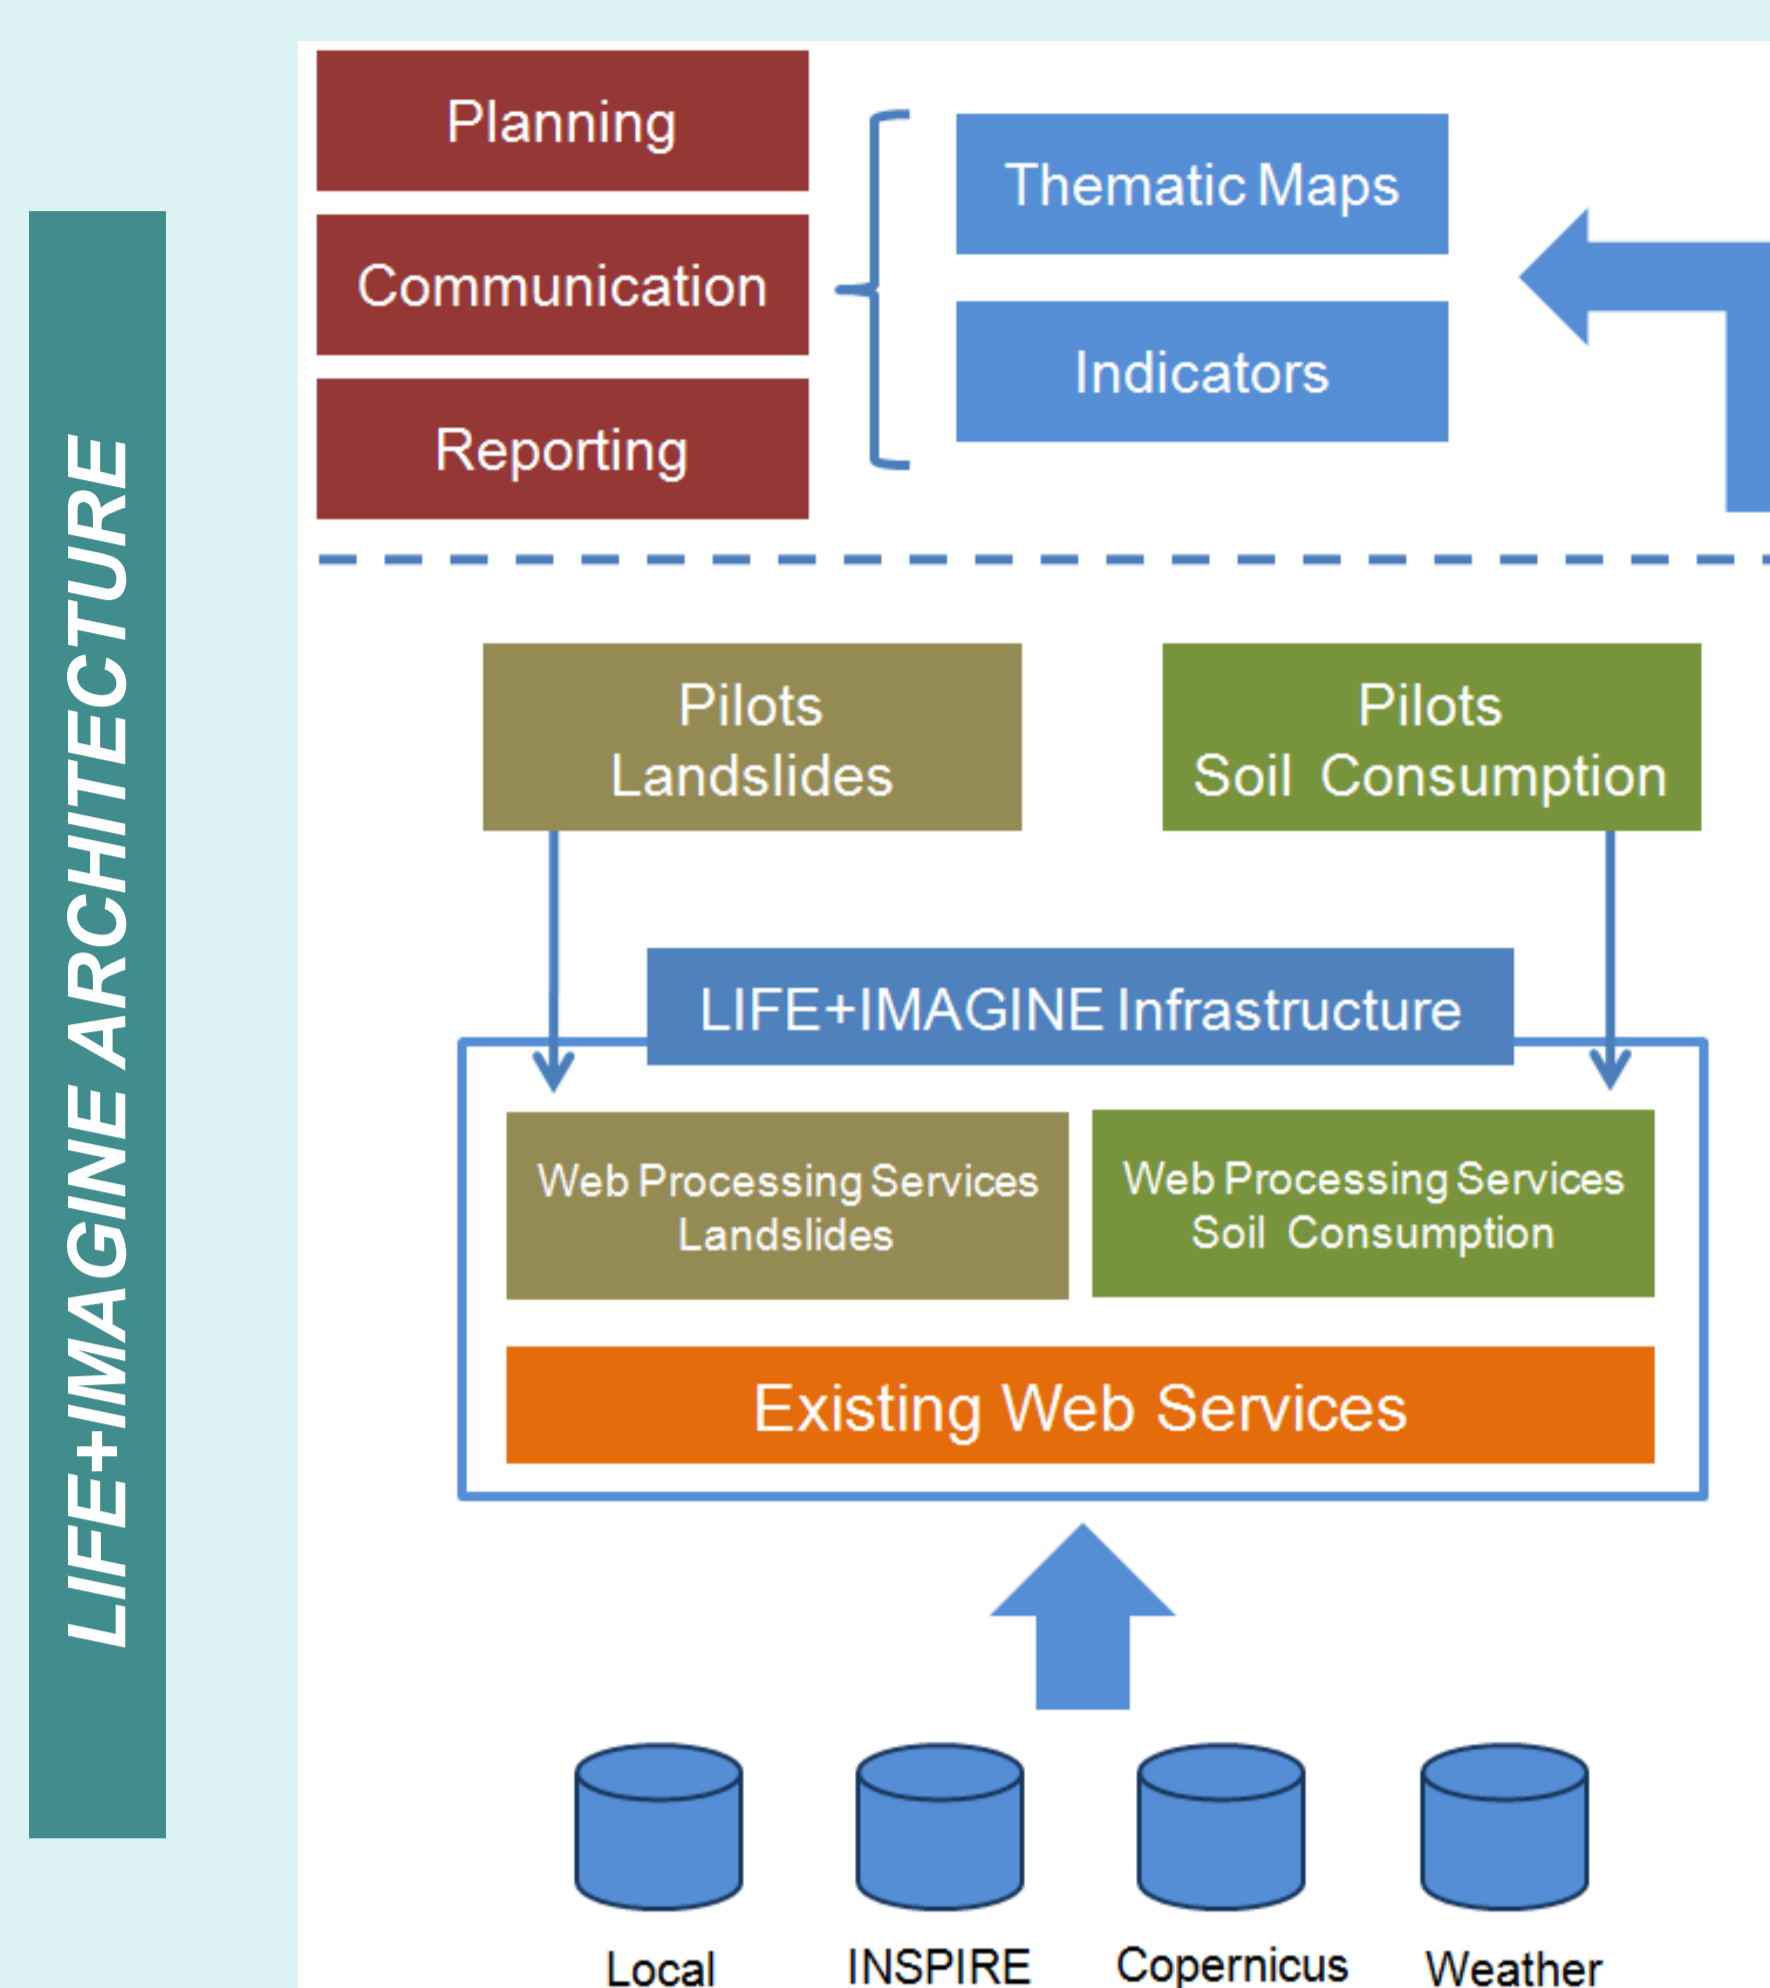 LIFE+IMAGINE ARCHITECTURE
Planning
Communication
Reporting
Thematic Maps
Indicators
Pilots
Landslides
Pilots
Soil Consumption
LIFE+IMAGINE Infrastructure
Web Processing Services
Landslides
Web Processing Services
Soil Consumption
Existing Web Services
Local
INSPIRE
Copernicus
Weather